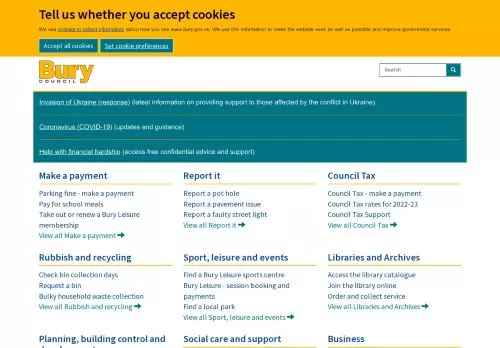 Tell us whether you accept cookies
We use cookies to collect information about how you use www.bury.gov.uk. We use this information to make the website work as well as possible and improve government services.
Accept all cookies
Set cookie preferences
Bury
COUNCIL
Search
Invasion of Ukraine (response) (latest information on providing support to those affected by the conflict in Ukraine)
Coronavirus (COVID-19) (updates and guidance)
Help with financial hardship (access free confidential advice and support)
Make a payment
Parking fine - make a payment
Pay for school meals
Take out or renew a Bury Leisure
membership
View all Make a payment
Report it
Report a pot hole
Report a pavement issue
Report a faulty street light
View all Report it
Council Tax
Council Tax - make a payment
Council Tax rates for 2022-23
Council Tax Support
View all Council Tax
Rubbish and recycling
Check bin collection days
Request a bin
Bulky household waste collection
View all Rubbish and recycling
Sport, leisure and events
Find a Bury Leisure sports centre
Bury Leisure - session booking and
payments
Find a local park
View all Sport, leisure and events
Libraries and Archives
Access the library catalogue
Join the library online
Order and collect service
View all Libraries and Archives
Planning, building control and
Social care and support
Business